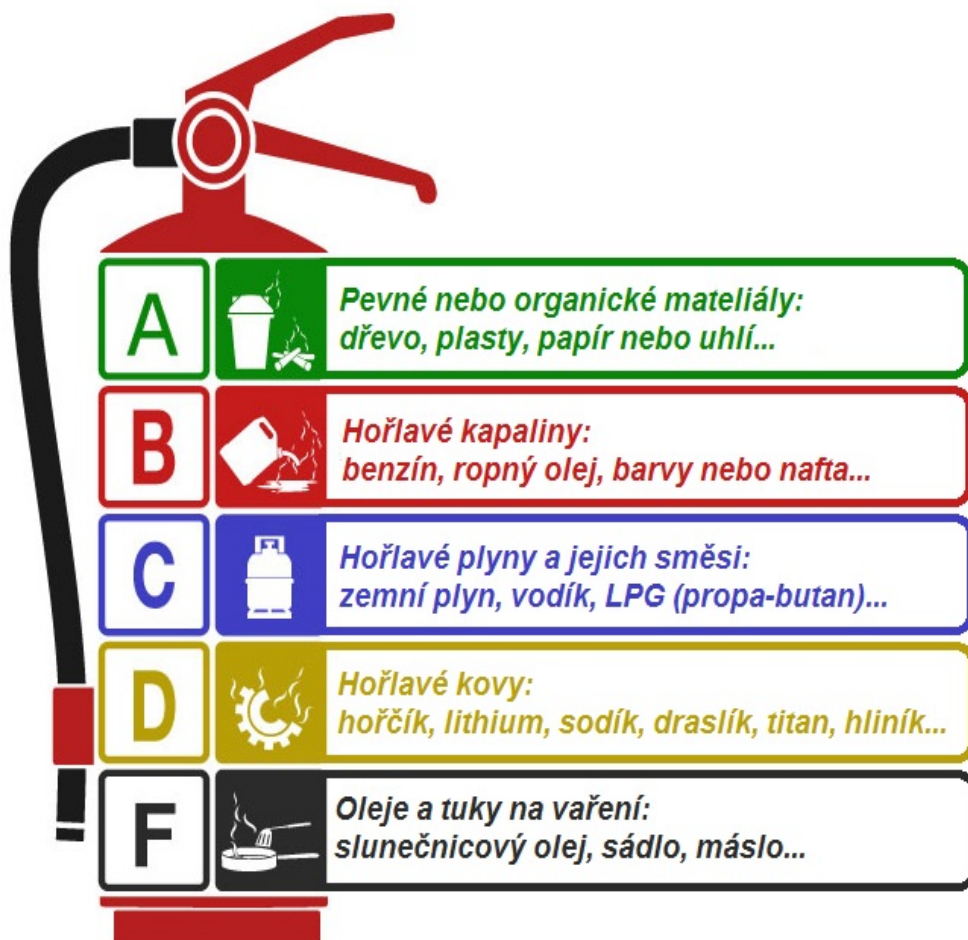 A
Pevné nebo organické mateliály:
dřevo, plasty, papír nebo uhlí...
B
Hořlavé kapaliny:
benzín, ropný olej, barvy nebo nafta...
C
Hořlavé plyny a jejich směsi:
zemní plyn, vodík, LPG (propa-butan)...
D
Hořlavé kovy:
hořčík, lithium, sodík, draslík, titan, hliník...
F
Oleje a tuky na vaření:
slunečnicový olej, sádlo, máslo...